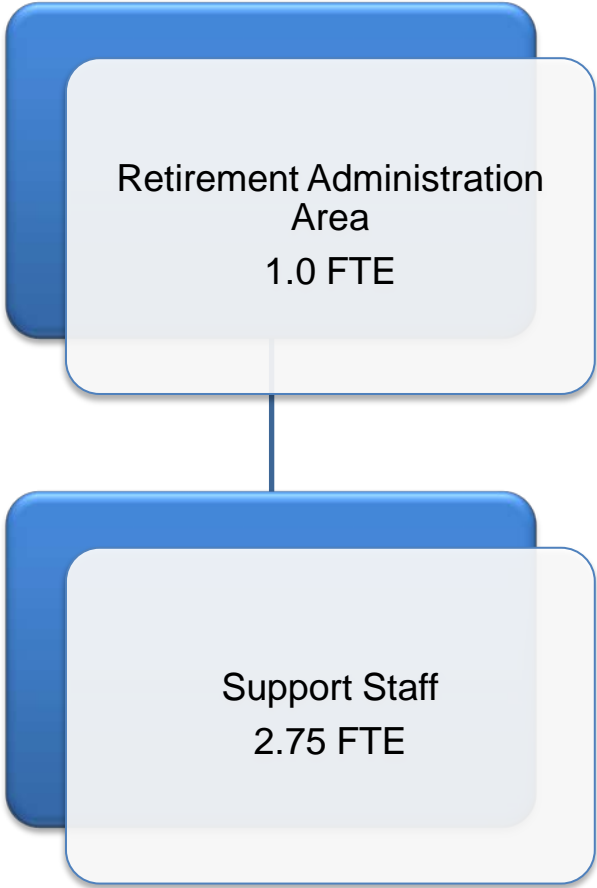 Retirement Administration
Area
1.0 FTE
Support Staff
2.75 FTE